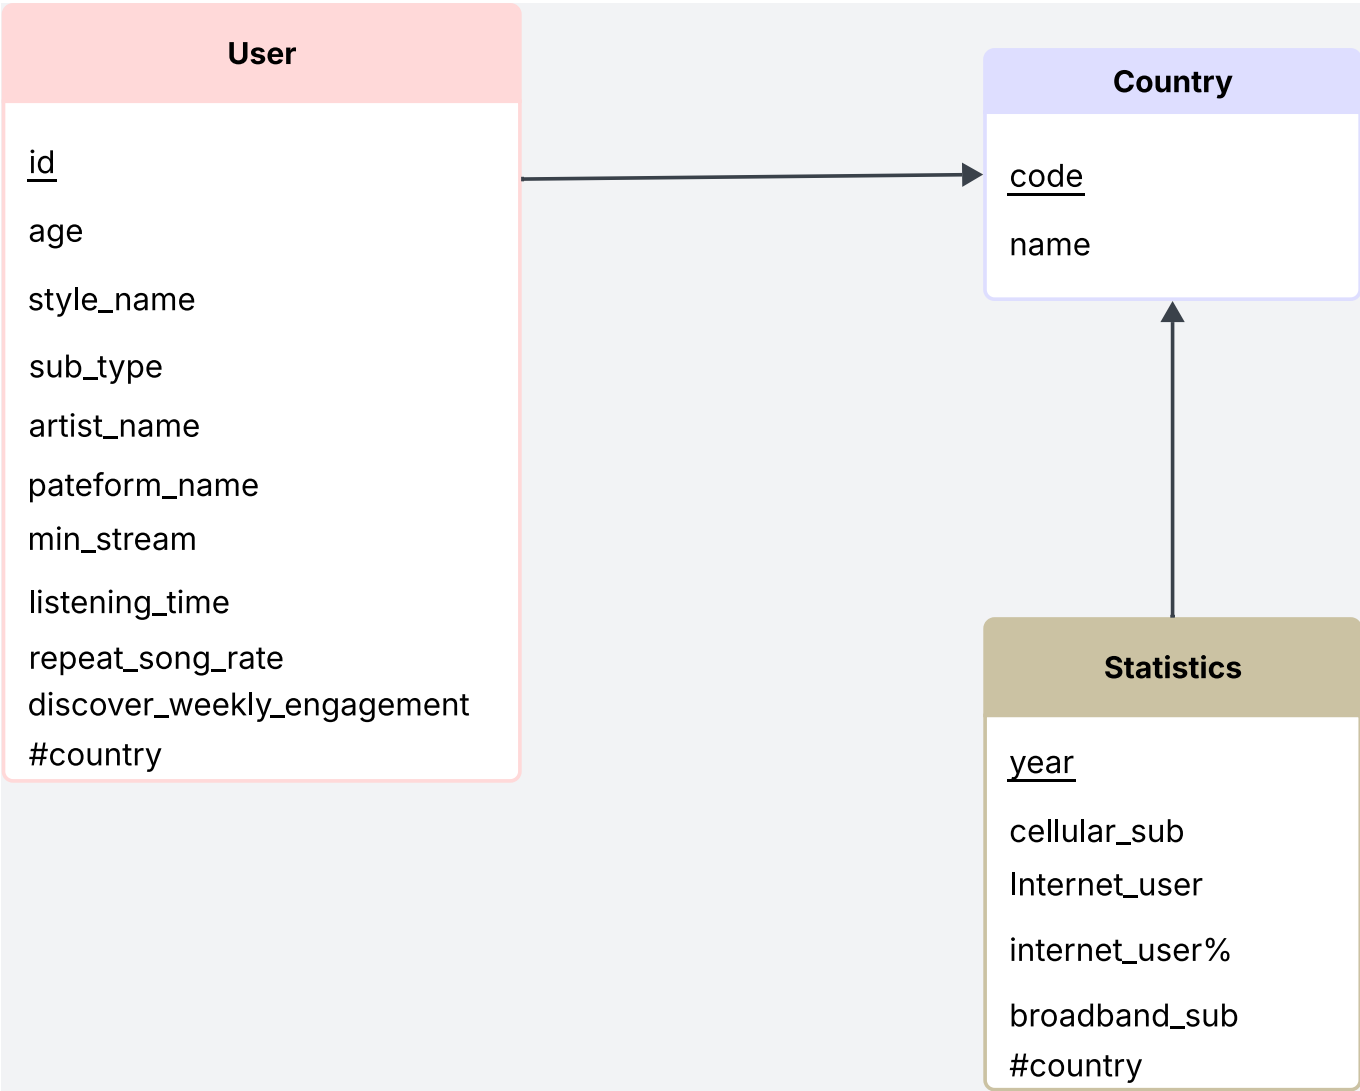 User
id
age
style_name
sub_type
artist_name
pateform_name
min_stream
listening_time
repeat_song_rate
discover_weekly_engagement
#country
Country
code
name
Statistics
year
cellular_sub
Internet_user
internet_user%
broadband_sub
#country